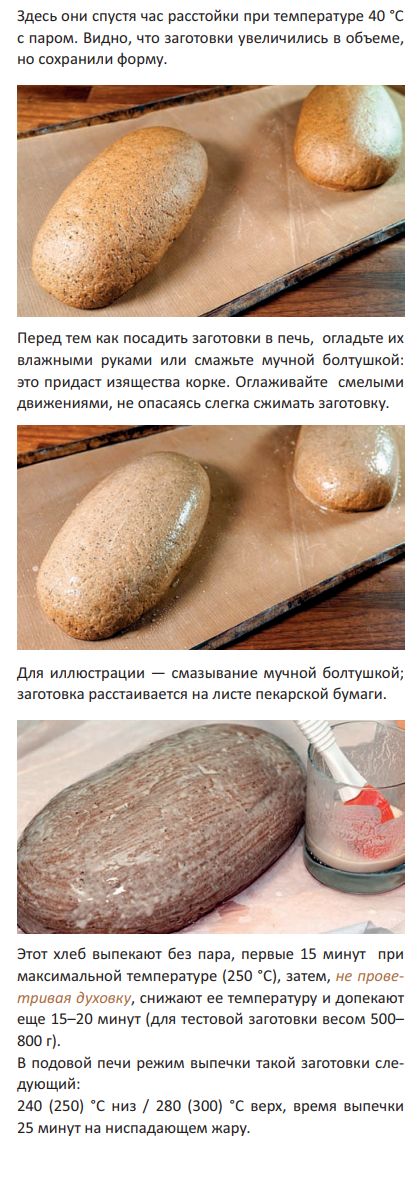 Здесь они спустя час расстойки при температуре 40 °С
с паром. Видно, что заготовки увеличились в объеме,
но сохранили форму.
Перед тем как посадить заготовки в печь, огладьте их
влажными руками или смажьте мучной болтушкой:
это придаст изящества корке. Оглаживайте смелыми
движениями, не опасаясь слегка сжимать заготовку.
Для иллюстрации — смазывание мучной болтушкой;
заготовка расстаивается на листе пекарской бумаги.
Этот хлеб выпекают без пара, первые 15 минут при
максимальной температуре (250 °С), затем, не прове-
тривая духовку, снижают ее температуру и допекают
еще 15–20 минут (для тестовой заготовки весом 500–
800 г).
В подовой печи режим выпечки такой заготовки сле-
дующий:
240 (250) °С низ / 280 (300) °С верх, время выпечки
25 минут на ниспадающем жару.